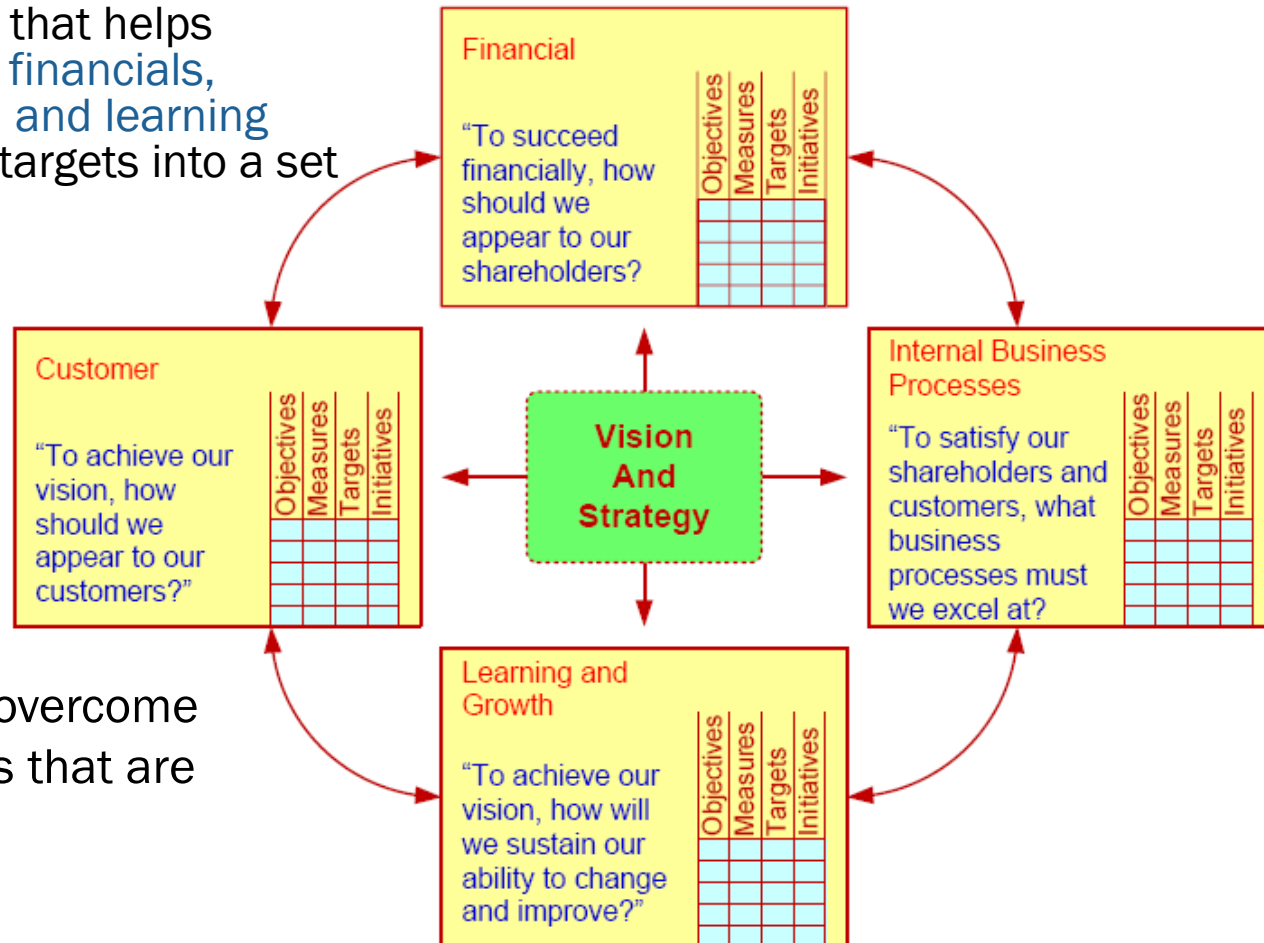 that helps
financials,
and learning
targets into a set
Financial
“To succeed
financially, how
should we
appear to our
shareholders?
Objectives
Measures
Targets
Initiatives
Customer
“To achieve our
vision, how
should we
appear to our
customers?”
Objectives
Measures
Targets
Initiatives
Vision
And
Strategy
Internal Business
Processes
“To satisfy our
shareholders and
customers, what
business
processes must
we excel at?
Objectives
Measures
Targets
Initiatives
overcome
s that are
Learning and
Growth
“To achieve our
vision, how will
we sustain our
ability to change
and improve?”
Objectives
Measures
Targets
Initiatives